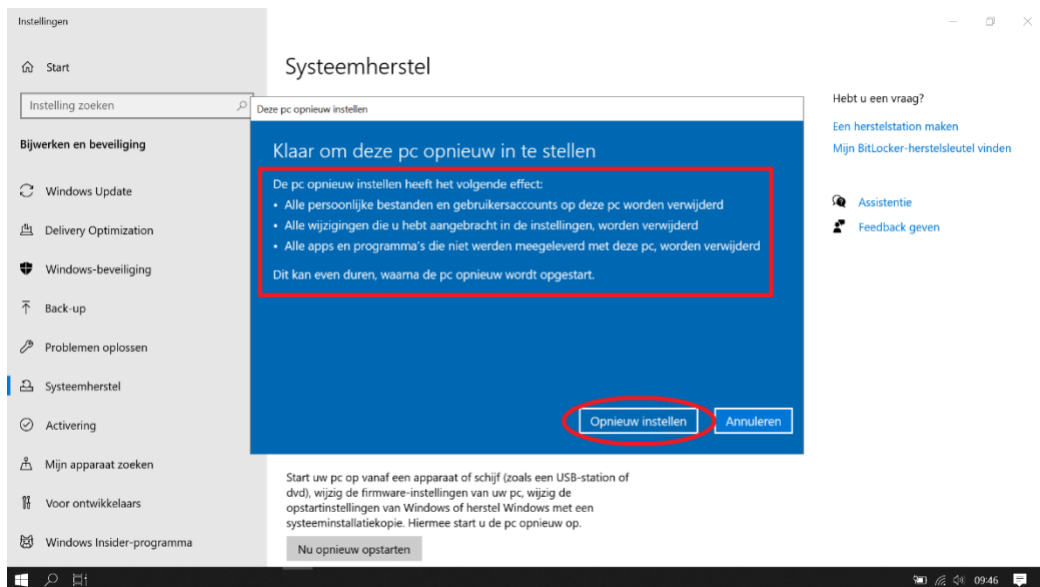 Instellingen
Start
Instelling zoeken
Bijwerken en beveiliging
Windows Update
Delivery Optimization
Windows-beveiliging
Back-up
Problemen oplossen
Systeemherstel
Activering
Mijn apparaat zoeken
Voor ontwikkelaars
Windows Insider-programma
Systeemherstel
Deze pc opnieuw instellen
Klaar om deze pc opnieuw in te stellen
De pc opnieuw instellen heeft het volgende effect:
• Alle persoonlijke bestanden en gebruikersaccounts op deze pc worden verwijderd
• Alle wijzigingen die u hebt aangebracht in de instellingen, worden verwijderd
• Alle apps en programma's die niet werden meegeleverd met deze pc, worden verwijderd
Dit kan even duren, waarna de pc opnieuw wordt opgestart.
Opnieuw instellen
Annuleren
Start uw pc op vanaf een apparaat of schijf (zoals een USB-station of
dvd), wijzig de firmware-instellingen van uw pc, wijzig de
opstartinstellingen van Windows of herstel Windows met een
systeeminstallatiekopie. Hiermee start u de pc opnieuw op.
Nu opnieuw opstarten
Hebt u een vraag?
Een herstelstation maken
Mijn BitLocker-herstelsleutel vinden
Assistentie
Feedback geven
09:46